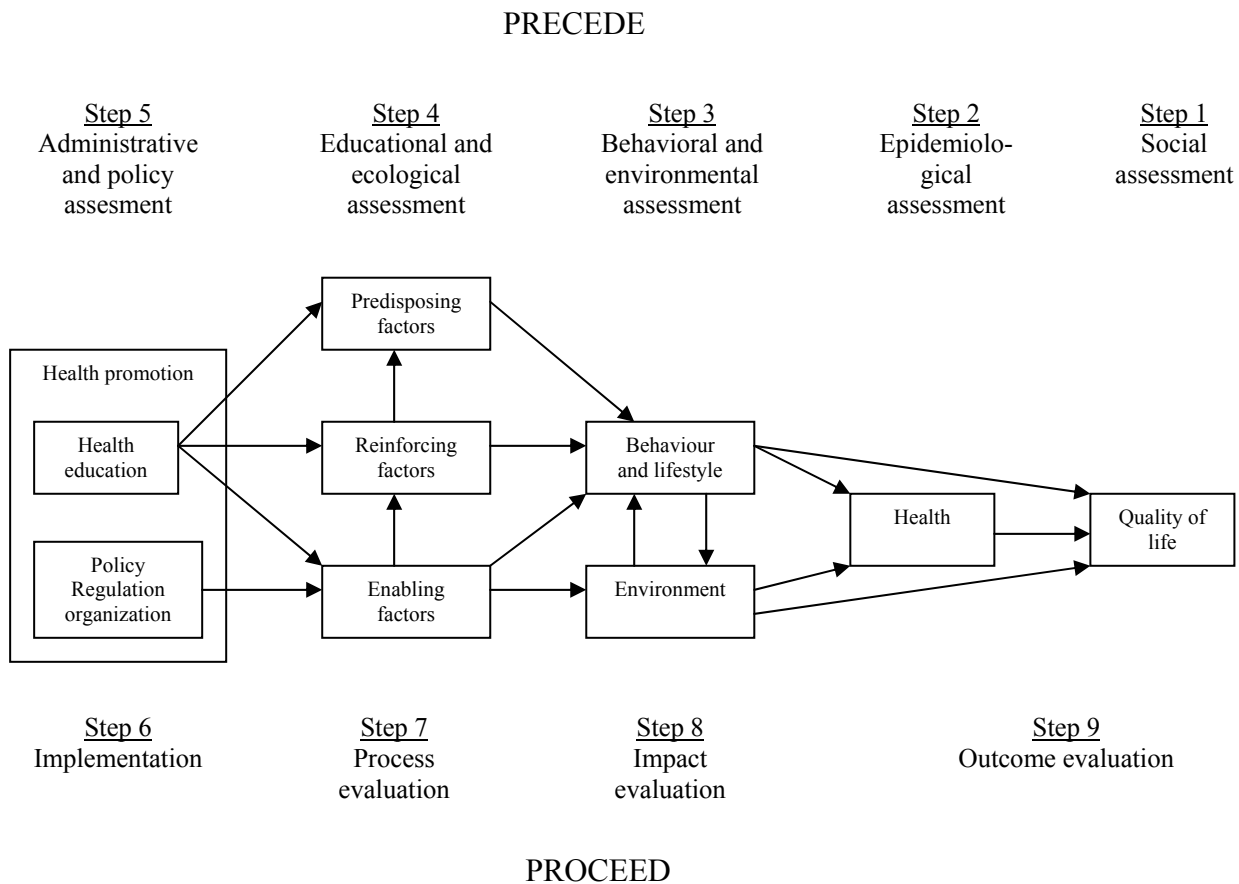 PRECEDE
Step 5
Administrative
and policy
assesment
Step 4
Educational and
ecological
assessment
Step 3
Behavioral and
environmental
assessment
Step 2
Epidemiolo-
gical
assessment
Step 1
Social
assessment
Predisposing
factors
Health promotion
Health
education
Reinforcing
factors
Behaviour
and lifestyle
Health
Quality of
life
Policy
Regulation
organization
Enabling
factors
Environment
Step 6
Implementation
Step 7
Process
evaluation
Step 8
Impact
evaluation
Step 9
Outcome evaluation
PROCEED